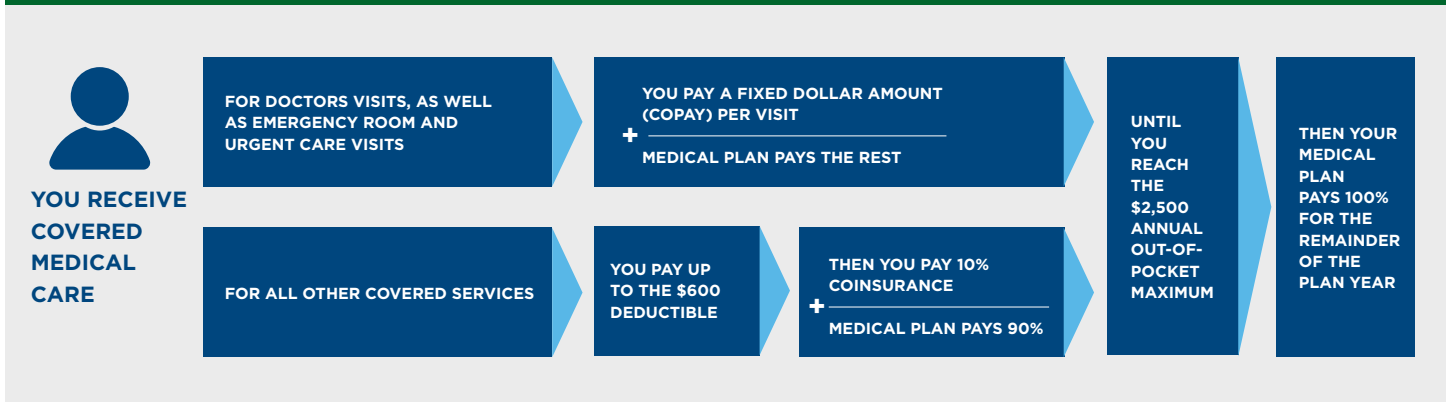 YOU RECEIVE
COVERED
MEDICAL
CARE
FOR DOCTORS VISITS, AS WELL
AS EMERGENCY ROOM AND
URGENT CARE VISITS
YOU PAY A FIXED DOLLAR AMOUNT
(COPAY) PER VISIT
+
MEDICAL PLAN PAYS THE REST
FOR ALL OTHER COVERED SERVICES
YOU PAY UP
TO THE $600
DEDUCTIBLE
THEN YOU PAY 10%
COINSURANCE
+
MEDICAL PLAN PAYS 90%
UNTIL
YOU
REACH
THE
$2,500
ANNUAL
OUT-OF-
POCKET
MAXIMUM
THEN YOUR
MEDICAL
PLAN
PAYS 100%
FOR THE
REMAINDER
OF THE
PLAN YEAR